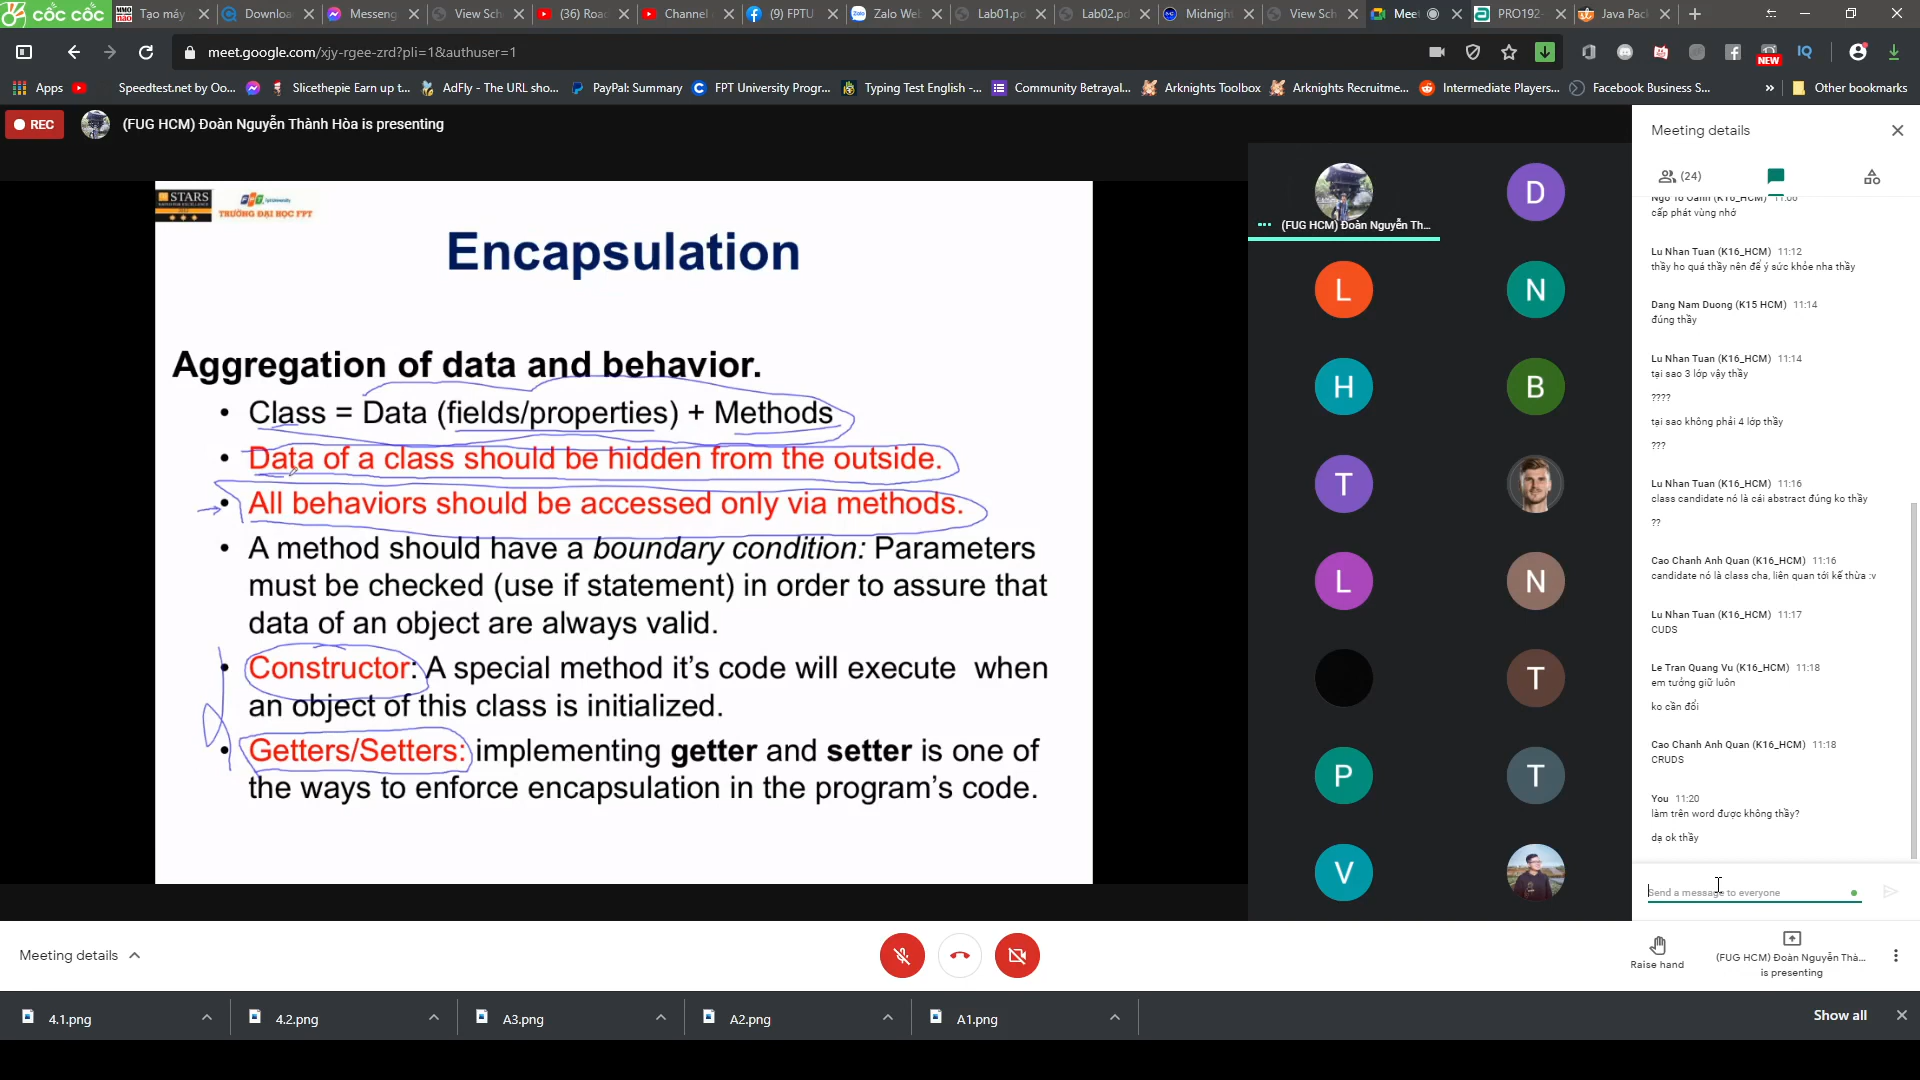 cốc cốc
Tạo máy
Downloa
Messeng
View Sch
(36) Roa
Channel
(9) FPTU
Zalo We
Lab01.p
Lab02.p
Midnigh
View Sch
Meet
PRO192-
Java Pac
meet.google.com/xjy-rgee-zrd?pli=1&authuser=1
NEW
IQ
Apps
Speedtest.net by Oo...
Slicethepie Earn up t...
AdFly - The URL sho...
PayPal: Summary
FPT University Progr...
Typing Test English -...
Community Betrayal...
Arknights Toolbox
Arknights Recruitme...
Intermediate Players...
Facebook Business S...
Other bookmarks
REC
(FUG HCM) Đoàn Nguyễn Thành Hòa is presenting
STARS
TRƯỜNG ĐẠI HỌC FPT
Encapsulation
Aggregation of data and behavior.
• Class = Data (fields/properties) + Methods
• Data of a class should be hidden from the outside.
• All behaviors should be accessed only via methods.
• A method should have a boundary condition: Parameters
must be checked (use if statement) in order to assure that
data of an object are always valid.
• Constructor: A special method it's code will execute when
an object of this class is initialized.
• Getters/Setters: implementing getter and setter is one of
the ways to enforce encapsulation in the program's code.
(FUG HCM) Đoàn Nguyễn Th...
D
L
N
H
B
T
L
N
T
P
T
V
Meeting details
(24)
Ngo To Oanh (K16_HCM) 11:06
cấp phát vùng nhớ
Lu Nhan Tuan (K16_HCM) 11:12
thầy ho quá thầy nên để ý sức khỏe nha thầy
Dang Nam Duong (K15 HCM) 11:14
đúng thầy
Lu Nhan Tuan (K16_HCM) 11:14
tại sao 3 lớp vậy thầy
????
tại sao không phải 4 lớp thầy
???
Lu Nhan Tuan (K16_HCM) 11:16
class candidate nó là cái abstract đúng ko thầy
??
Cao Chanh Anh Quan (K16_HCM) 11:16
candidate nó là class cha, liên quan tới kế thừa :v
Lu Nhan Tuan (K16_HCM) 11:17
CUDS
Le Tran Quang Vu (K16_HCM) 11:18
em tưởng giữ luôn
ko cần đổi
Cao Chanh Anh Quan (K16_HCM) 11:18
CRUDS
You 11:20
làm trên word được không thầy?
dạ ok thầy
Send a message to everyone
Meeting details
Raise hand
(FUG HCM) Đoàn Nguyễn Thà...
is presenting
4.1.png
4.2.png
A3.png
A2.png
A1.png
Show all